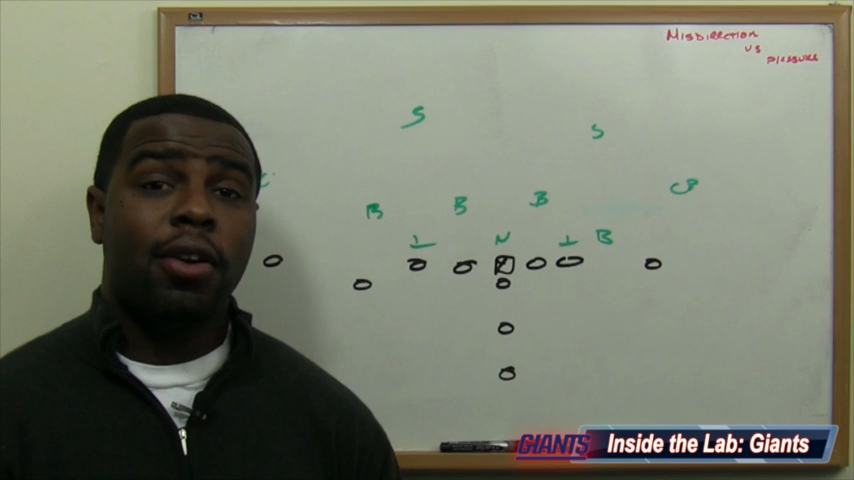 MISDIRECTION
VS
PRESSURE
S
S
C
CB
B
B
B
B
T
N
T
GIANTS
Inside the Lab: Giants